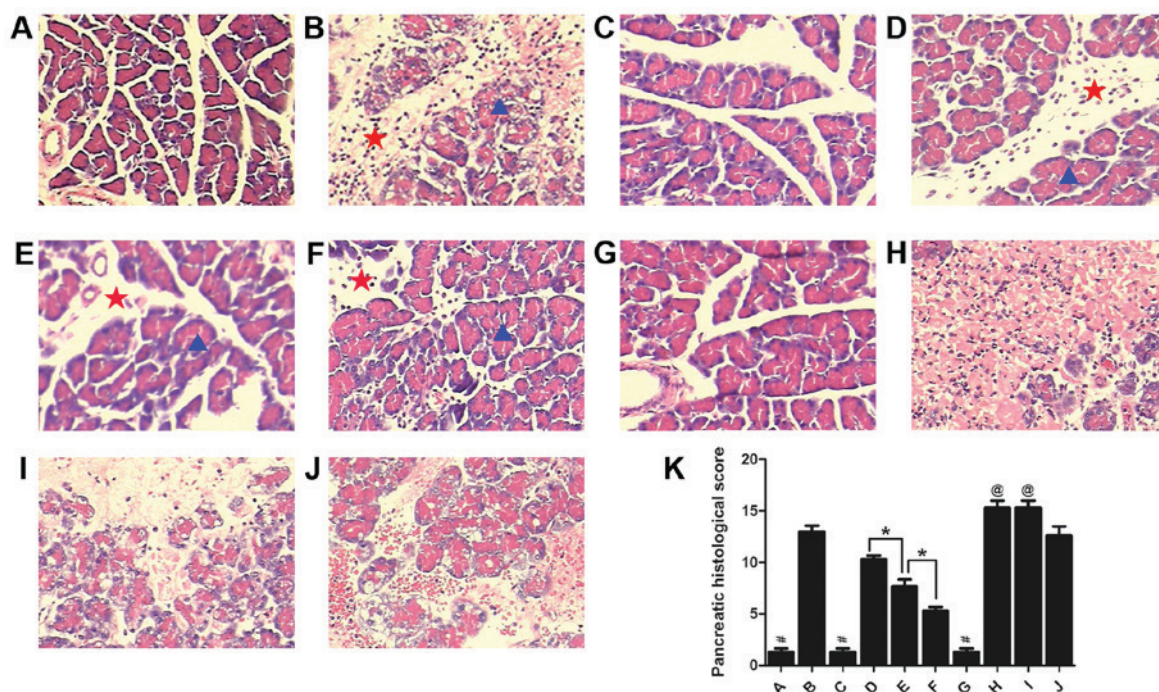 A B C D
E F G H
I J K
Pancreatic histological score
20
15
10
5
0
# # * * # @ @
A B C D E F G H I J